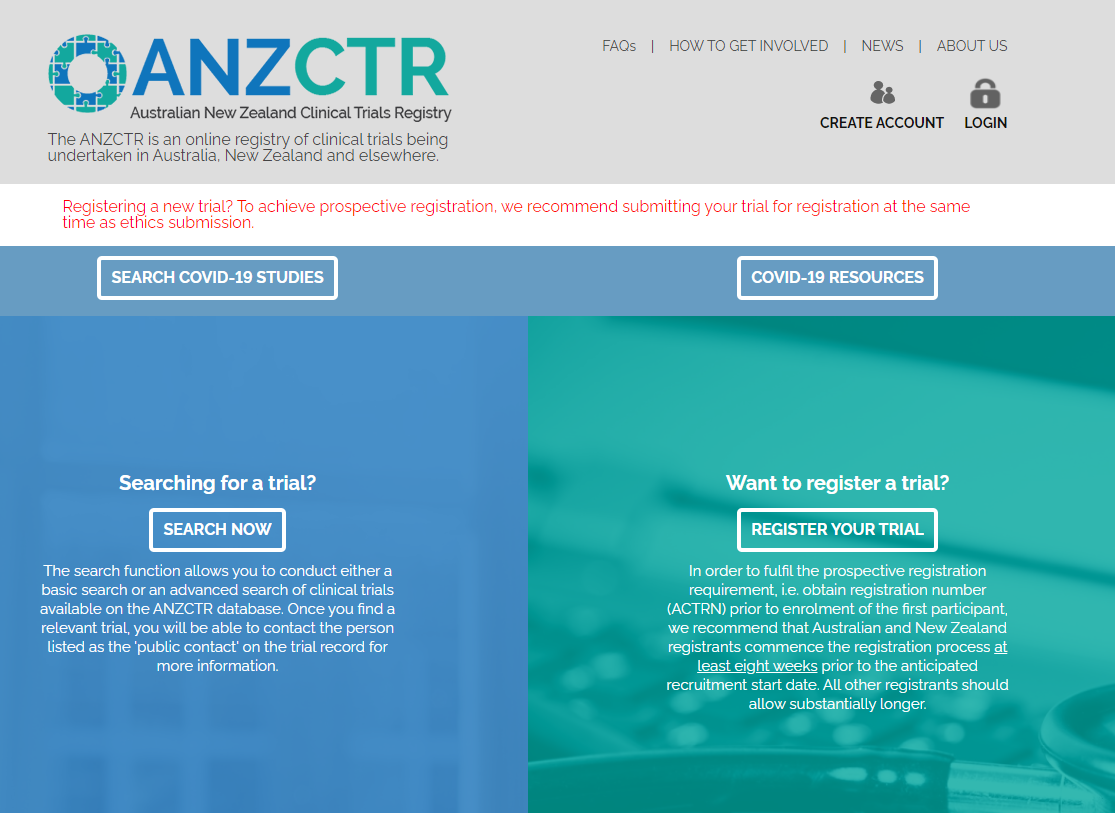 ANZCTR
Australian New Zealand Clinical Trials Registry
The ANZCTR is an online registry of clinical trials being
undertaken in Australia, New Zealand and elsewhere.
FAQs | HOW TO GET INVOLVED | NEWS | ABOUT US
CREATE ACCOUNT LOGIN
Registering a new trial? To achieve prospective registration, we recommend submitting your trial for registration at the same
time as ethics submission.
SEARCH COVID-19 STUDIES
COVID-19 RESOURCES
Searching for a trial?
SEARCH NOW
The search function allows you to conduct either a
basic search or an advanced search of clinical trials
available on the ANZCTR database. Once you find a
relevant trial, you will be able to contact the person
listed as the 'public contact' on the trial record for
more information.
Want to register a trial?
REGISTER YOUR TRIAL
In order to fulfil the prospective registration
requirement, i.e. obtain registration number
(ACTRN) prior to enrolment of the first participant,
we recommend that Australian and New Zealand
registrants commence the registration process at
least eight weeks prior to the anticipated
recruitment start date. All other registrants should
allow substantially longer.